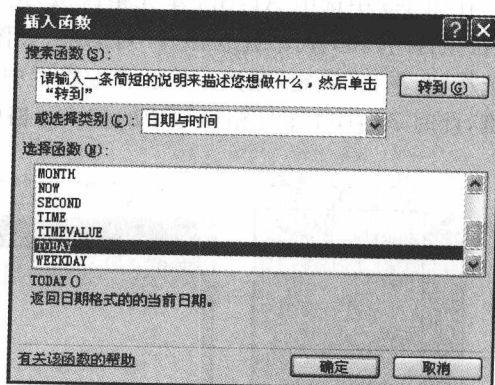 插入函数
搜索函数(S):
请输入一条简短的说明来描述您想做什么，然后单击
“转到”
转到(G)
或选择类别(C): 日期与时间
选择函数(N):
MONTH
NOW
SECOND
TIME
TIMEVALUE
TODAY
WEEKDAY
TODAY()
返回日期格式的的当前日期。
有关该函数的帮助
确定
取消